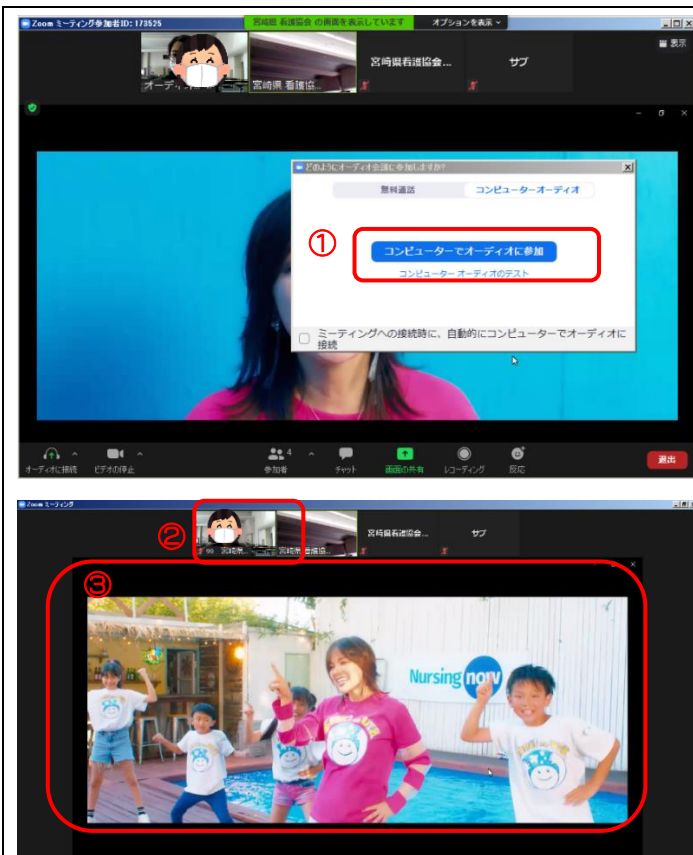 Zoom ミーティング参加者ID: 173525
宮崎県 看護協会 の画面を表示しています
オプションを表示
表示
オーディ
宮崎県 看護協...
宮崎県看護協会...
サブ
どのようにオーディオ会議に参加しますか?
無料通話
コンピューターオーディオ
①
コンピューターでオーディオに参加
コンピューター オーディオのテスト
ミーティングへの接続時に、自動的にコンピューターでオーディオに
接続
4
オーディオに接続
ビデオの停止
参加者
チャット
画面の共有
レコーディング
反応
退出
Zoom ミーティング
②
宮崎県...
宮崎県 看護協...
宮崎県看護協会...
サブ
③
Nursing now